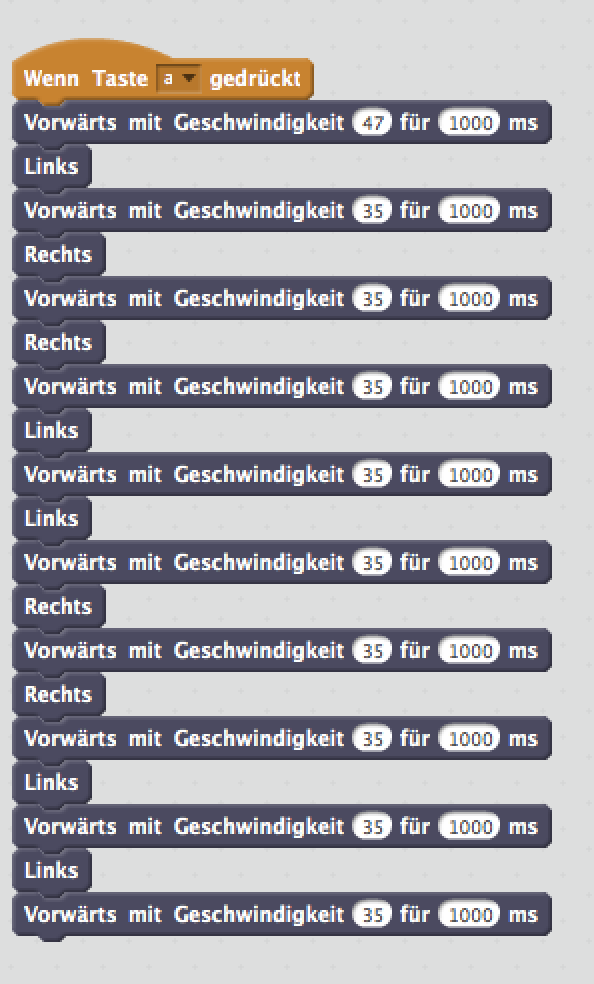 Wenn Taste a gedrückt
Vorwärts mit Geschwindigkeit 47 für 1000 ms
Links
Vorwärts mit Geschwindigkeit 35 für 1000 ms
Rechts
Vorwärts mit Geschwindigkeit 35 für 1000 ms
Rechts
Vorwärts mit Geschwindigkeit 35 für 1000 ms
Links
Vorwärts mit Geschwindigkeit 35 für 1000 ms
Links
Vorwärts mit Geschwindigkeit 35 für 1000 ms
Rechts
Vorwärts mit Geschwindigkeit 35 für 1000 ms
Rechts
Vorwärts mit Geschwindigkeit 35 für 1000 ms
Links
Vorwärts mit Geschwindigkeit 35 für 1000 ms
Links
Vorwärts mit Geschwindigkeit 35 für 1000 ms